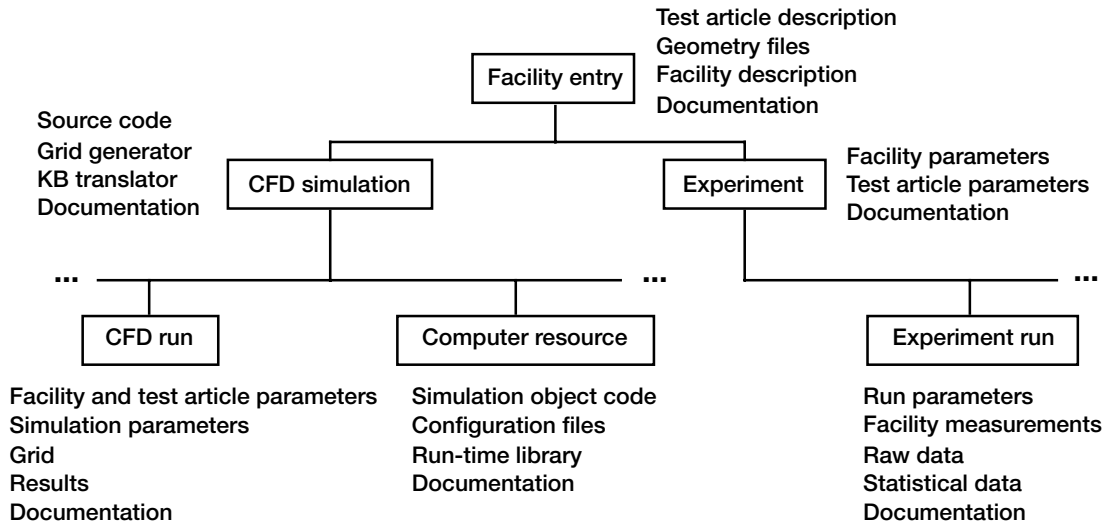 Test article description
Geometry files
Facility entry
Facility description
Documentation
Source code
Grid generator
KB translator
Documentation
CFD simulation
Experiment
Facility parameters
Test article parameters
Documentation
...
...
...
CFD run
Computer resource
Experiment run
Facility and test article parameters
Simulation parameters
Grid
Results
Documentation
Simulation object code
Configuration files
Run-time library
Documentation
Run parameters
Facility measurements
Raw data
Statistical data
Documentation